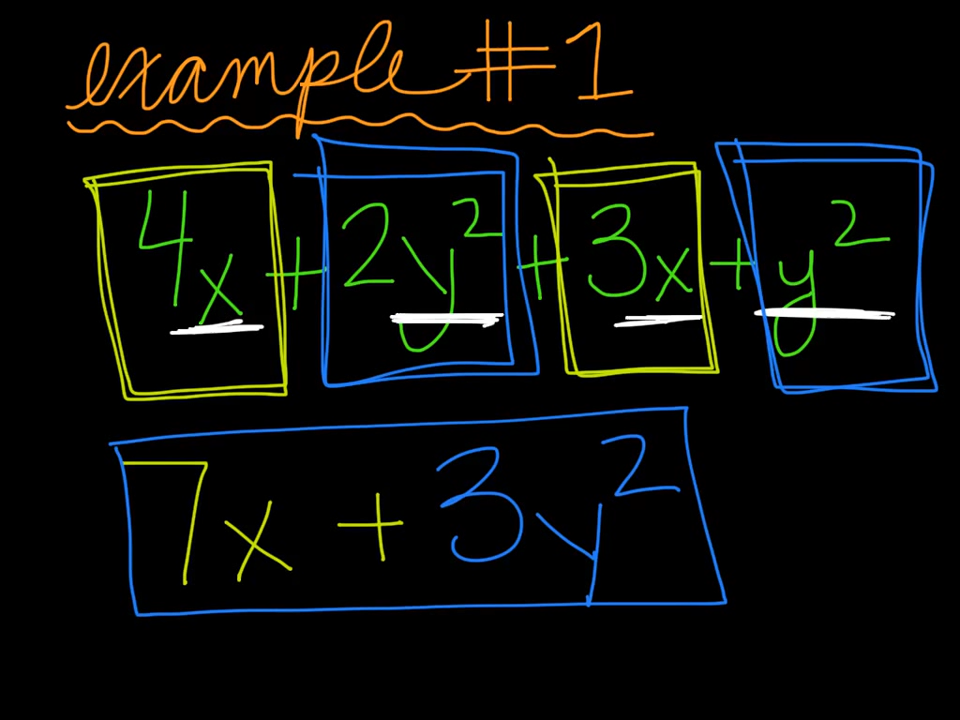 example #1
4x + 2y² + 3x + y²
7x + 3y²